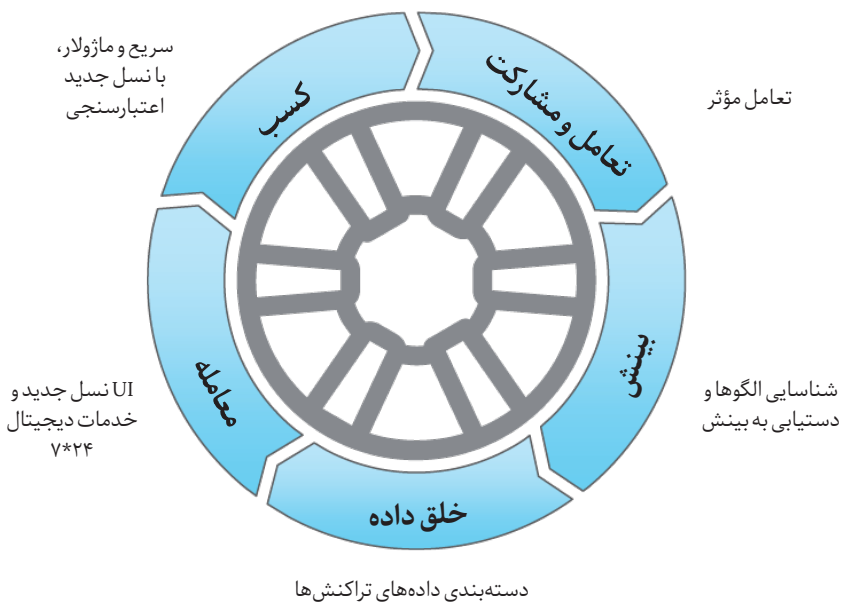 سریع و ماژولار،
با نسل جدید
اعتبارسنجی
کسب
تعامل و مشارکت
تعامل مؤثر
بینش
شناسایی الگوها و
دستیابی به بینش
خلق داده
دسته‌بندی داده‌های تراکنش‌ها
معامله
UI نسل جدید و
خدمات دیجیتال
۷*۲۴